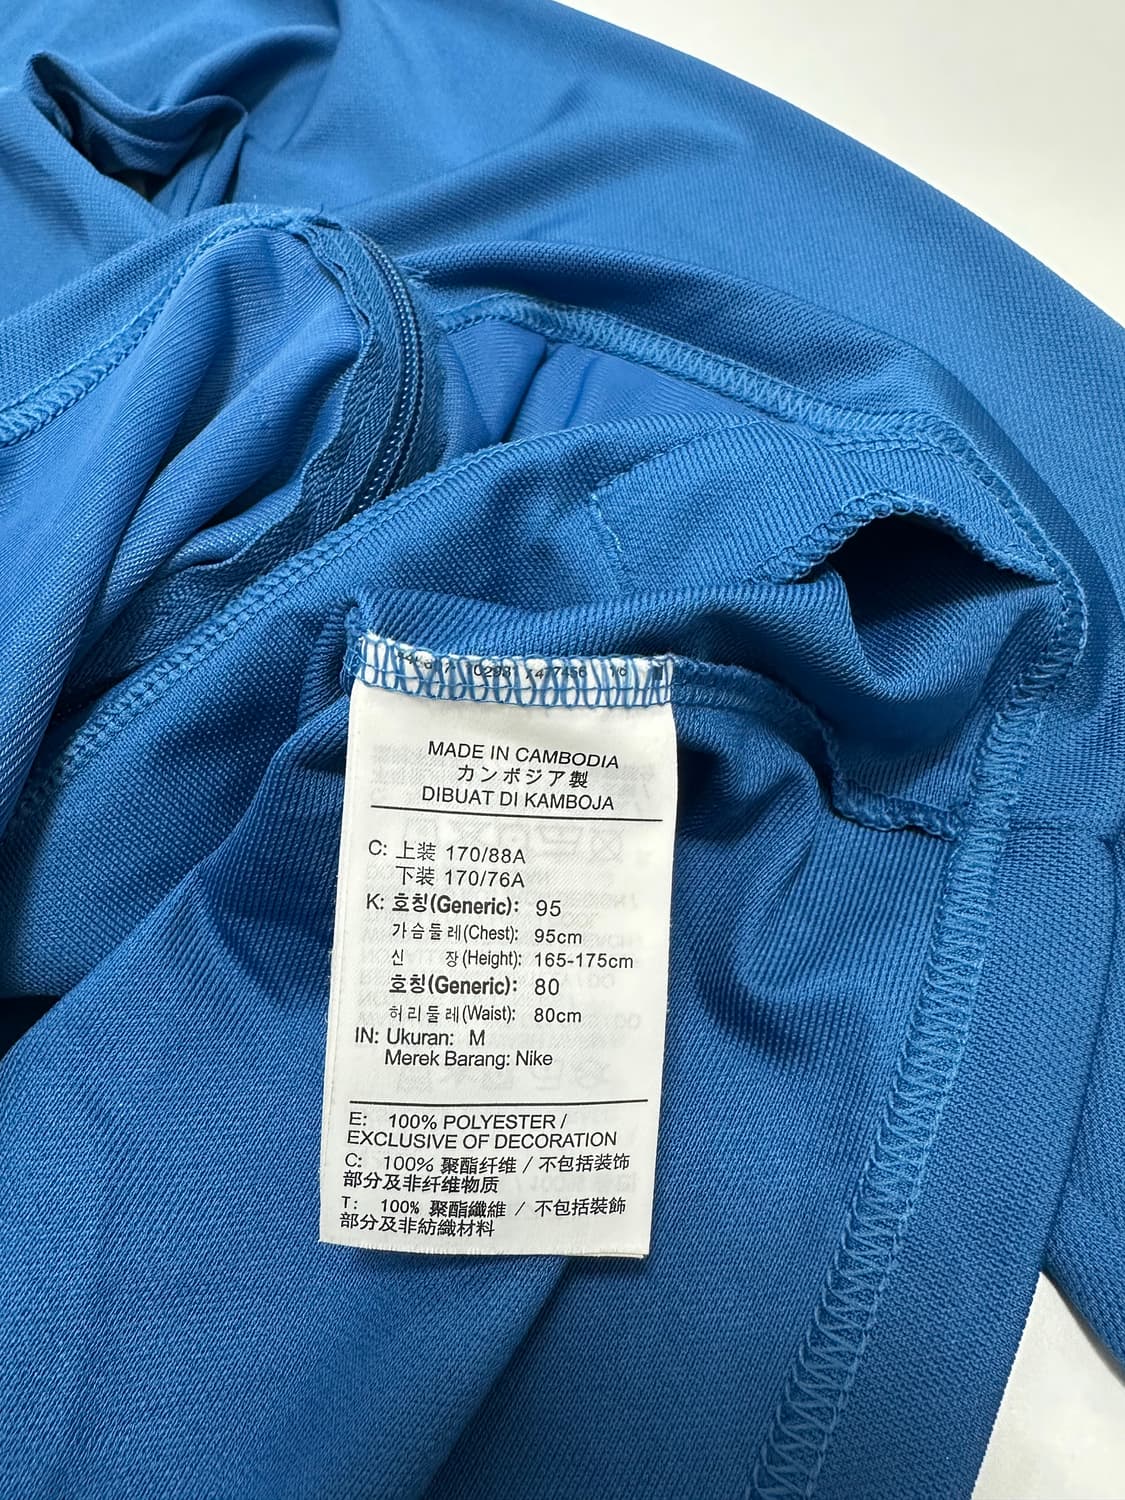 MADE IN CAMBODIA
カンボジア製
DIBUAT DI KAMBOJA
C: 上装 170/88A
下装 170/76A
K: 호칭(Generic): 95
가슴둘레(Chest): 95cm
신 장(Height): 165-175cm
호칭(Generic): 80
허리둘레(Waist): 80cm
IN: Ukuran: M
Merek Barang: Nike
E: 100% POLYESTER /
EXCLUSIVE OF DECORATION
C: 100% 聚酯纤维 / 不包括装饰
部分及非纤维物质
T: 100% 聚酯纖維 / 不包括裝飾
部分及非紡織材料